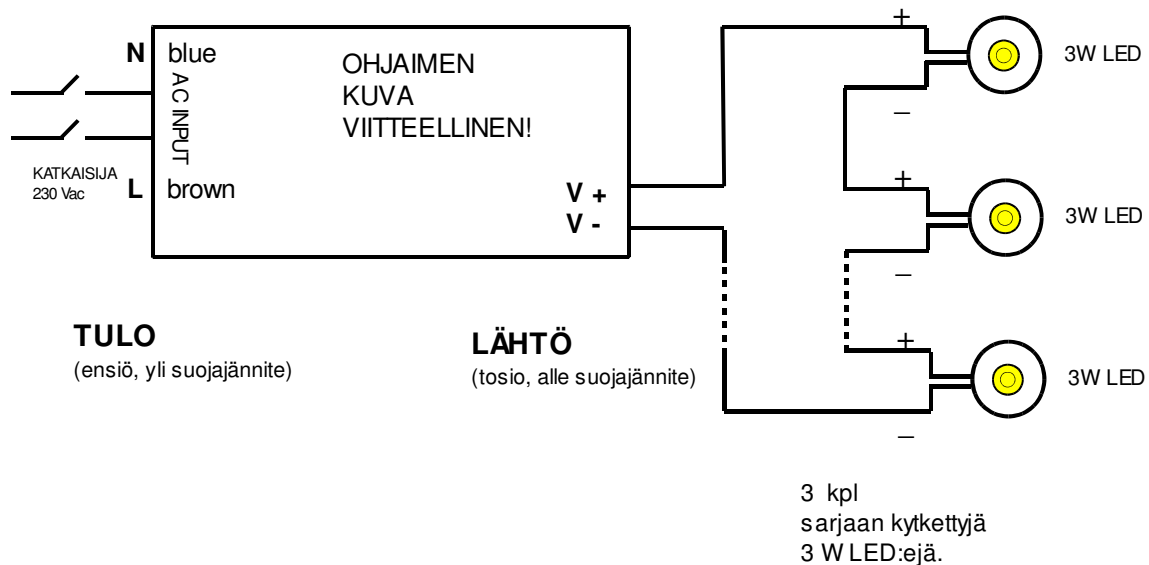 N blue
AC INPUT
L brown
KATKAISIJA
230 Vac
OHJAIMEN
KUVA
VIITTEELLINEN!
V +
V -
+
3W LED
–
+
3W LED
–
+
3W LED
–
TULO
(ensiö, yli suojajännite)
LÄHTÖ
(tosio, alle suojajännite)
3 kpl
sarjaan kytkettyjä
3 W LED:ejä.